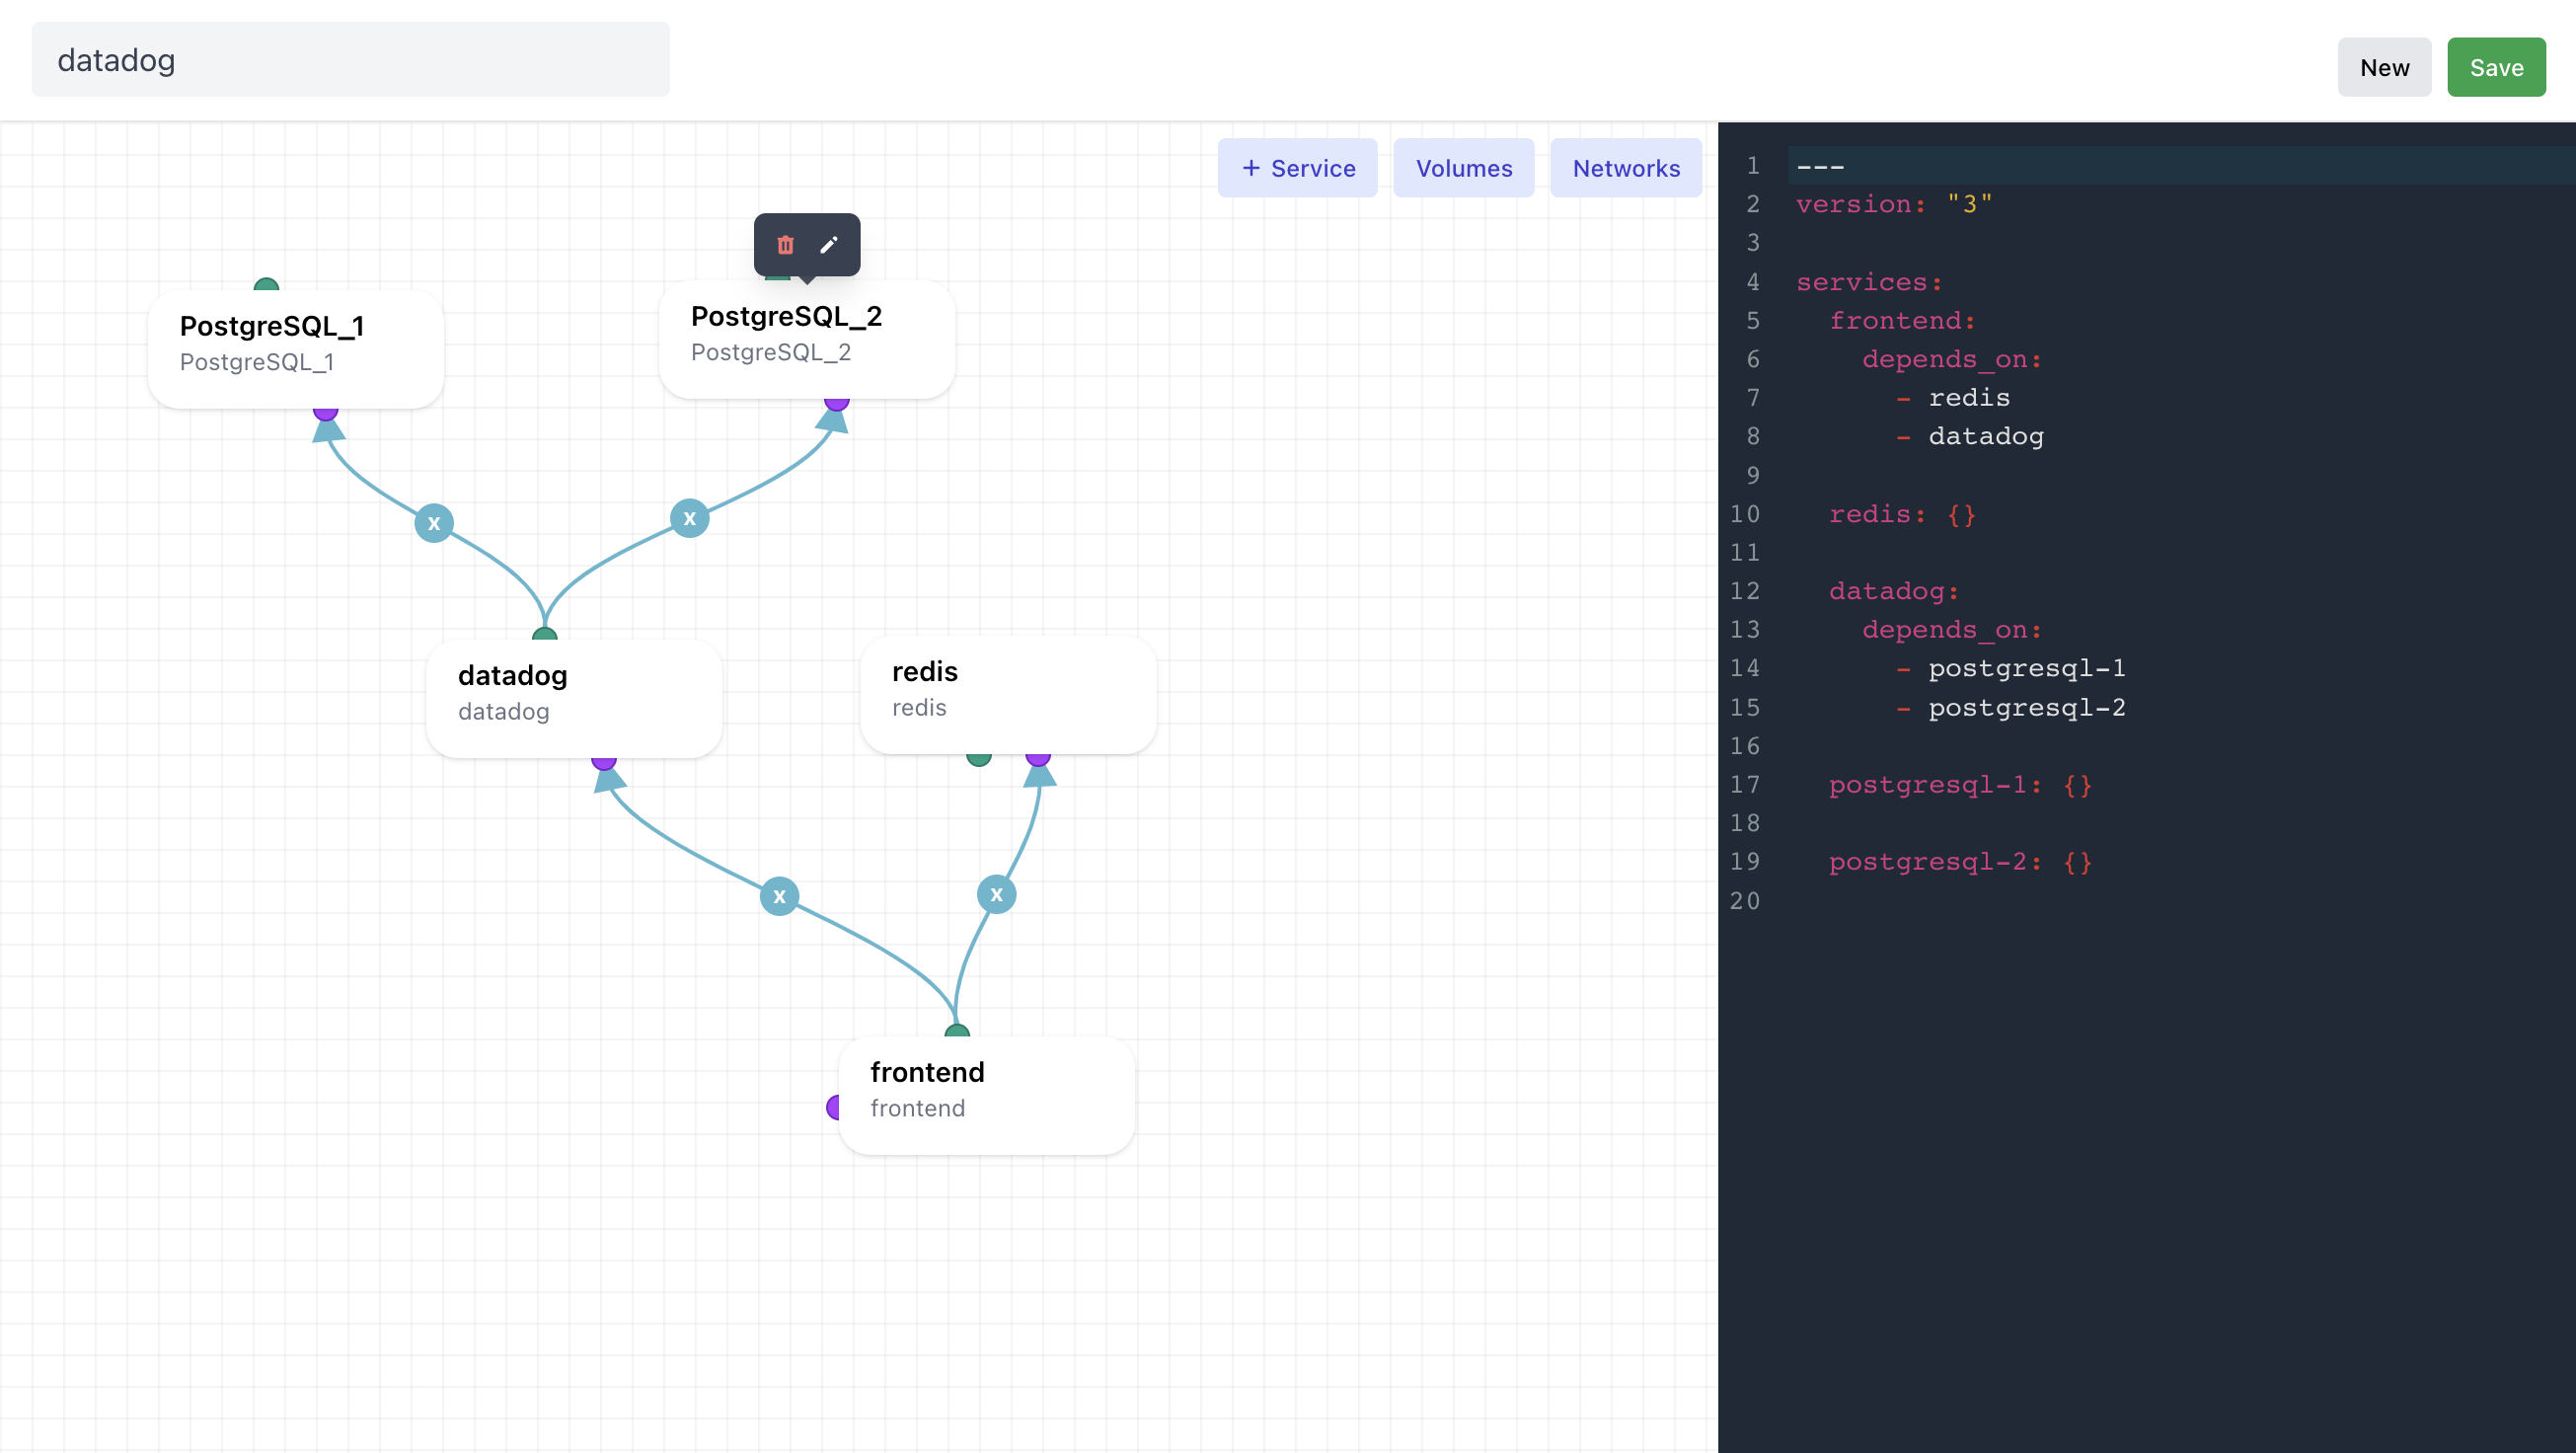 datadog
New
Save
+ Service
Volumes
Networks
PostgreSQL_1
PostgreSQL_1
PostgreSQL_2
PostgreSQL_2
x
x
datadog
datadog
redis
redis
x
x
frontend
frontend
1 ---
2 version: "3"
3
4 services:
5   frontend:
6     depends_on:
7       - redis
8       - datadog
9
10   redis: {}
11
12   datadog:
13     depends_on:
14       - postgresql-1
15       - postgresql-2
16
17   postgresql-1: {}
18
19   postgresql-2: {}
20